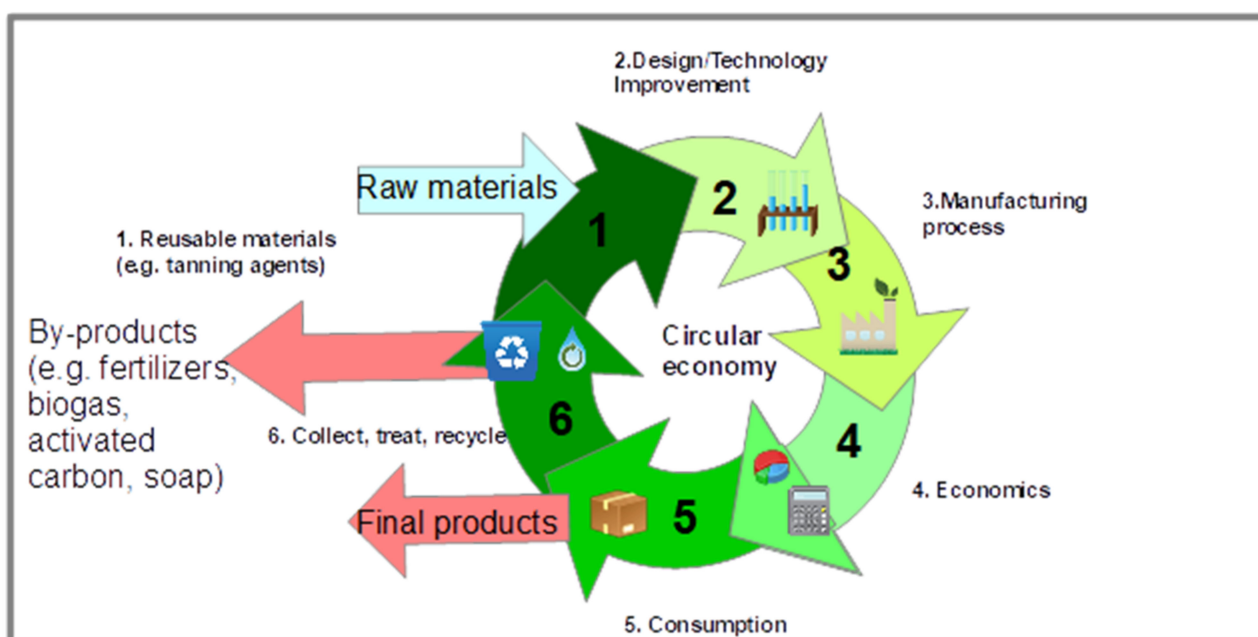 2.Design/Technology
Improvement
Raw materials
1
2
3.Manufacturing
process
1. Reusable materials
(e.g. tanning agents)
3
By-products
(e.g. fertilizers,
biogas,
activated
carbon, soap)
Circular
economy
6. Collect, treat, recycle
6
4
4. Economics
Final products
5
5. Consumption